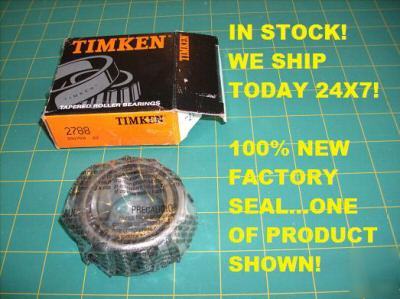 IN STOCK!
WE SHIP
TODAY 24X7!
100% NEW
FACTORY
SEAL...ONE
OF PRODUCT
SHOWN!
TIMKEN
TIMKEN
TAPERED ROLLER BEARINGS
2788
TIMKEN
PRECAUC